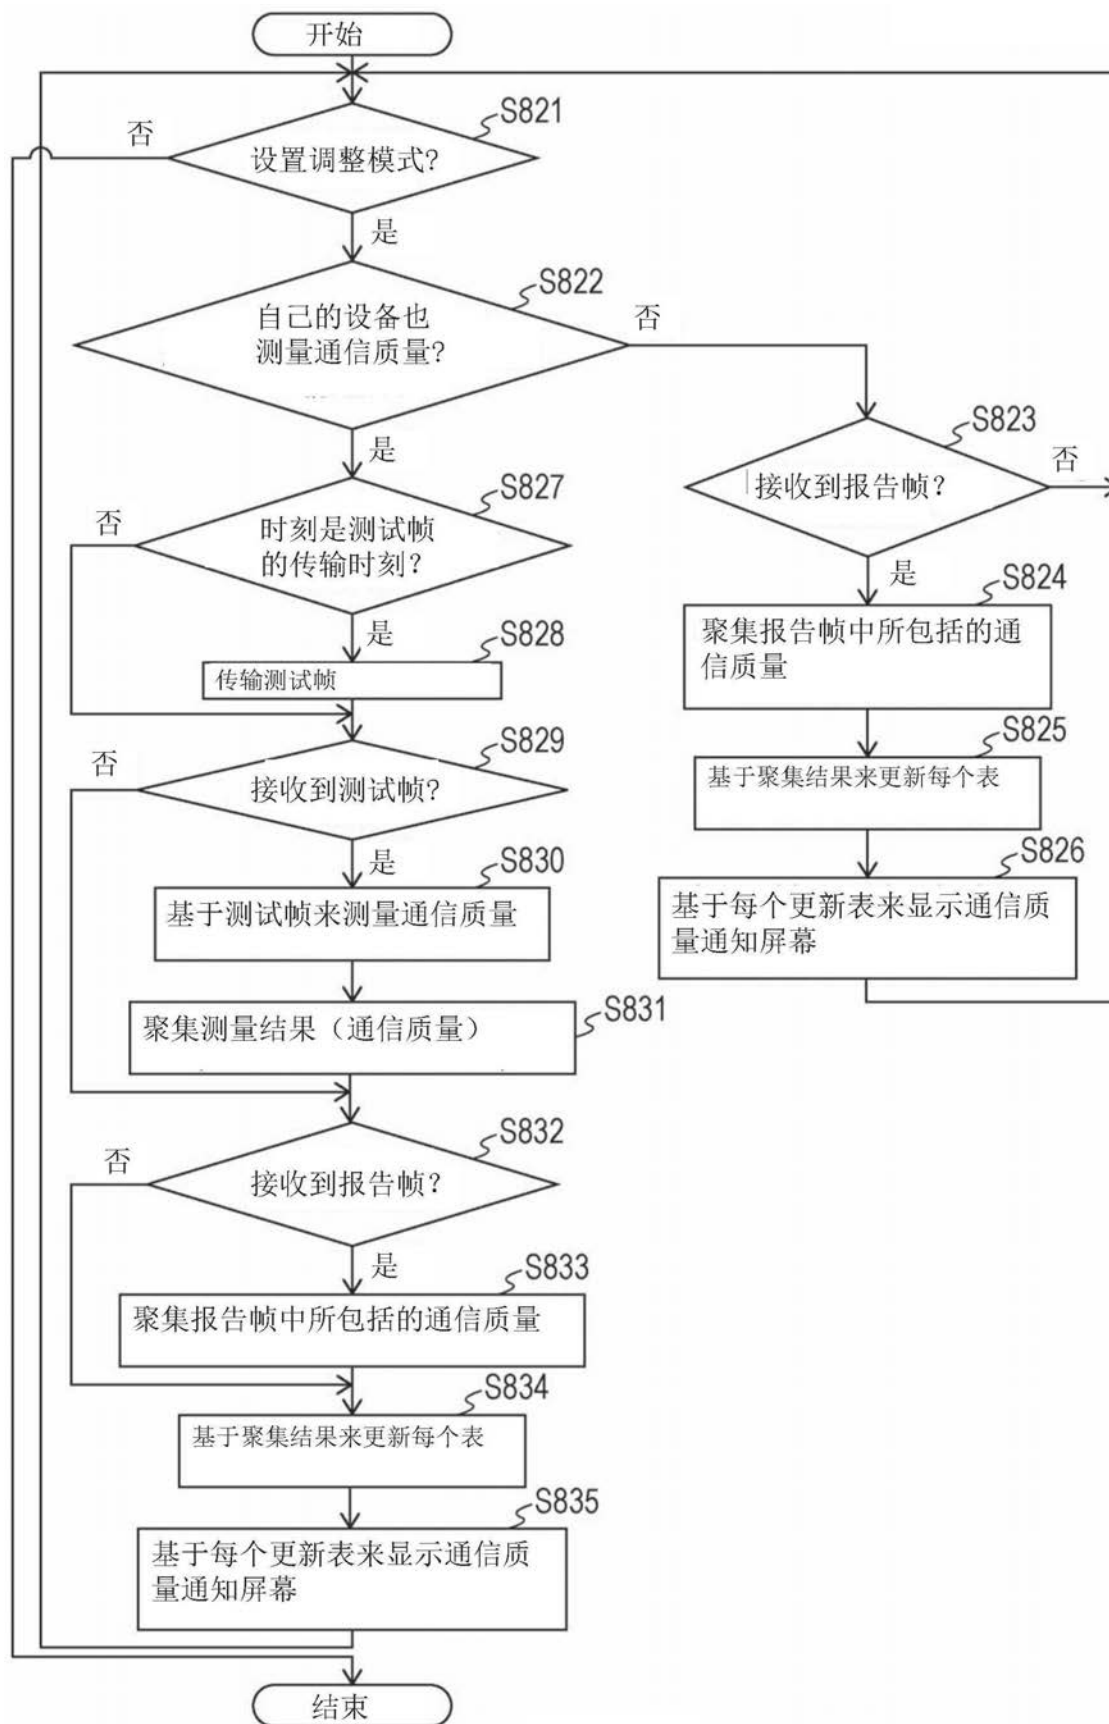 开始
S821
否
设置调整模式?
是
S822
自己的设备也
测量通信质量?
否
是
S823
接收到报告帧?
否
S827
否
时刻是测试帧
的传输时刻?
是
是
S824
聚集报告帧中所包括的通
信质量
S828
传输测试帧
S825
基于聚集结果来更新每个表
S829
否
接收到测试帧?
是
S826
基于每个更新表来显示通信质
量通知屏幕
S830
基于测试帧来测量通信质量
S831
聚集测量结果（通信质量）
S832
否
接收到报告帧?
是
S833
聚集报告帧中所包括的通信质量
S834
基于聚集结果来更新每个表
S835
基于每个更新表来显示通信质
量通知屏幕
结束